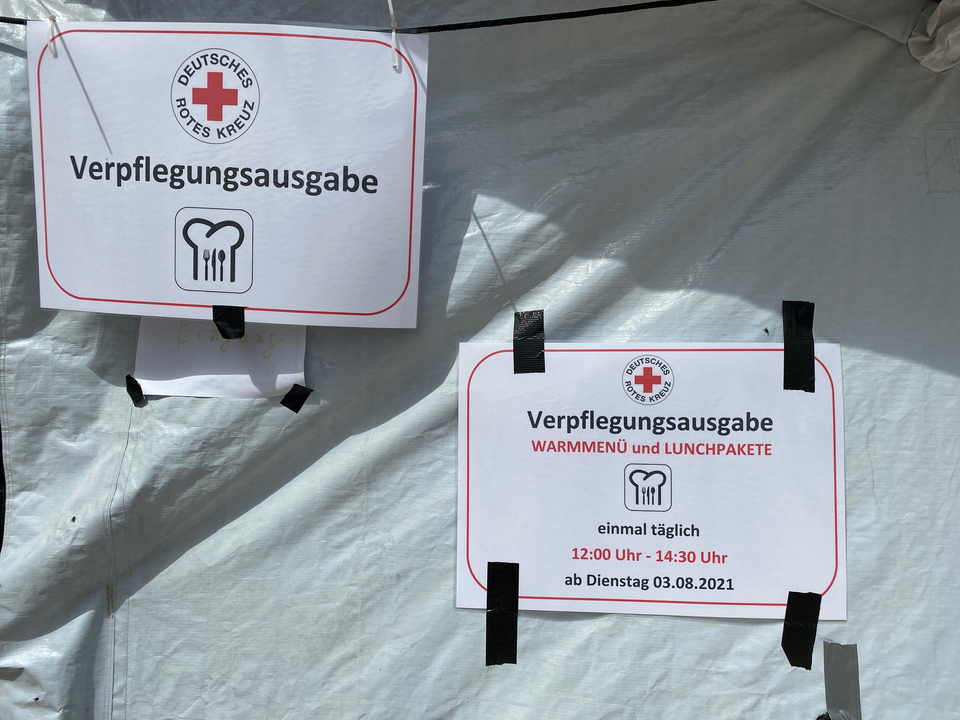 DEUTSCHES
ROTES KREUZ
Verpflegungsausgabe
Eingang
DEUTSCHES
ROTES KREUZ
Verpflegungsausgabe
WARMMENÜ und LUNCHPAKETE
einmal täglich
12:00 Uhr - 14:30 Uhr
ab Dienstag 03.08.2021